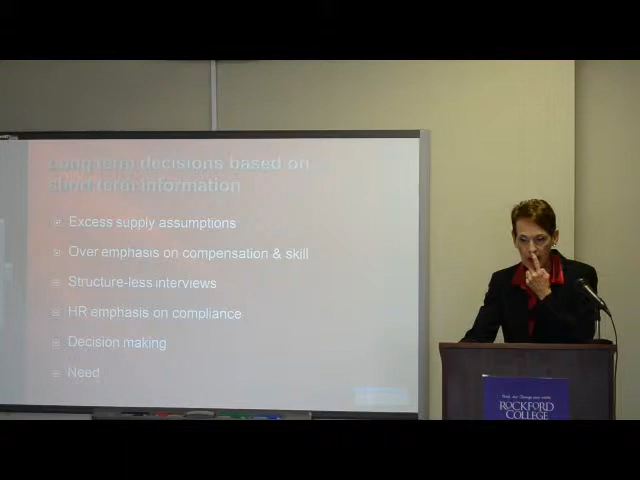 Long term decisions based on
short term information
Excess supply assumptions
Over emphasis on compensation & skill
Structure-less interviews
HR emphasis on compliance
Decision making
Need
ROCKFORD
COLLEGE